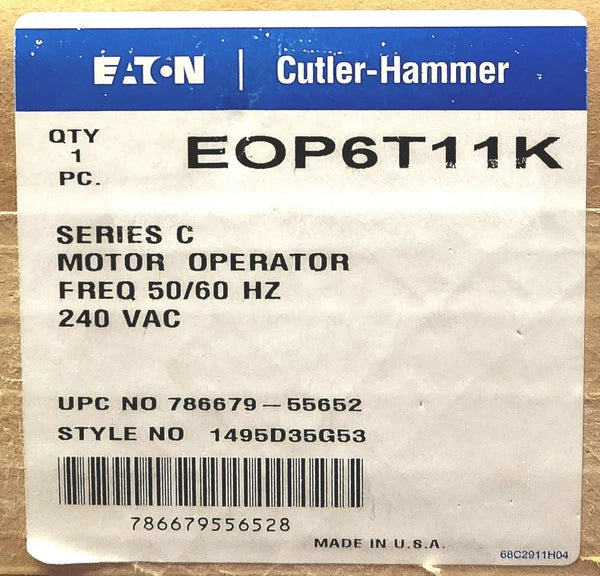 EATON | Cutler-Hammer
QTY
1
PC.
EOP6T11K
SERIES C
MOTOR OPERATOR
FREQ 50/60 HZ
240 VAC
UPC NO 786679-55652
STYLE NO 1495D35G53
786679556528
MADE IN U.S.A.
68C2911H04